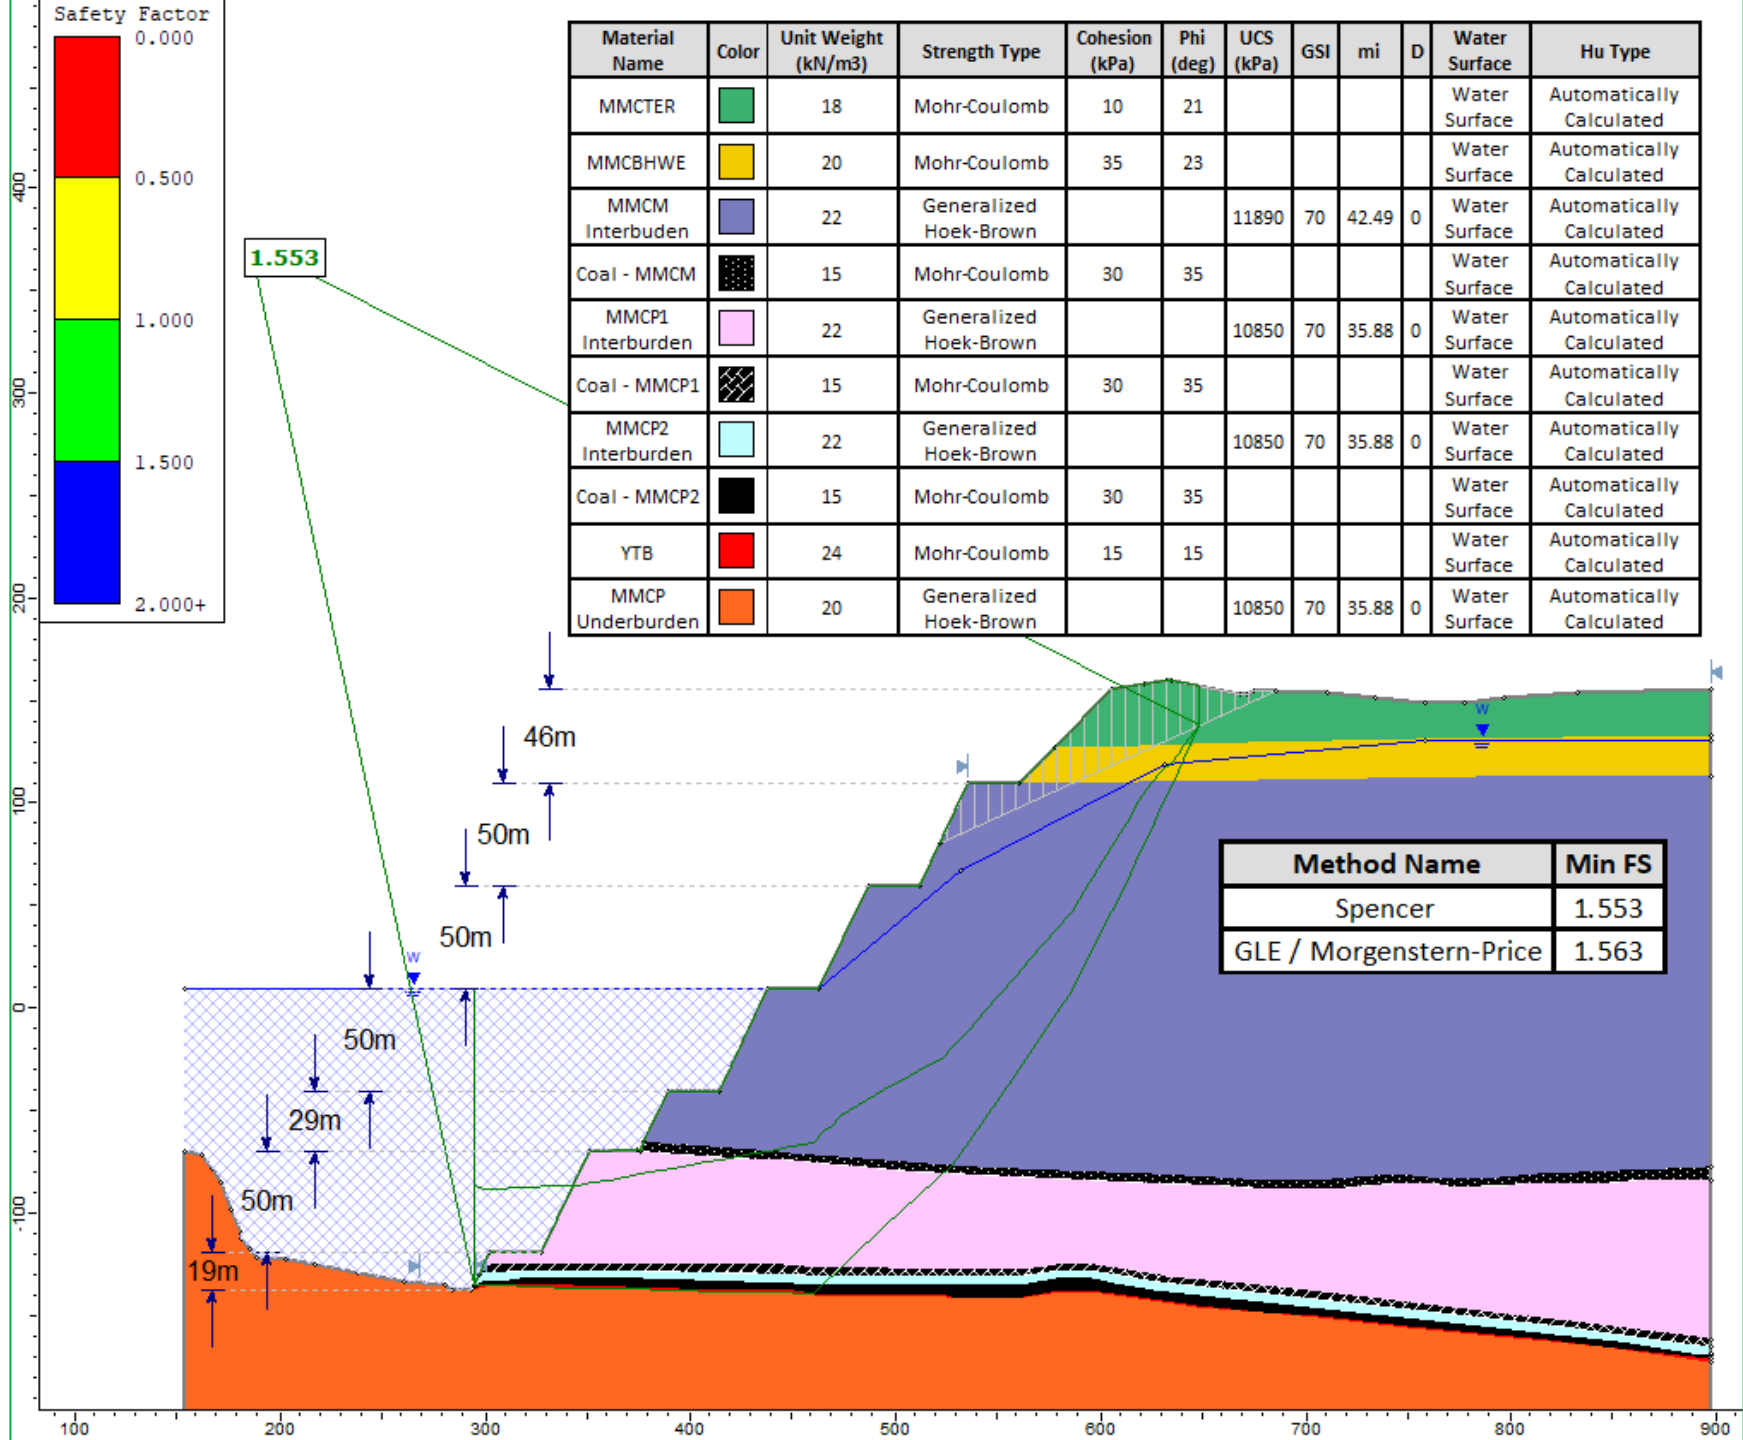 Safety Factor
0.000
0.500
1.000
1.500
2.000+
1.553
Material Name Color Unit Weight (kN/m3) Strength Type Cohesion (kPa) Phi (deg) UCS (kPa) GSI mi D Water Surface Hu Type
MMCTER 18 Mohr-Coulomb 10 21 Water Surface Automatically Calculated
MMCBHWE 20 Mohr-Coulomb 35 23 Water Surface Automatically Calculated
MMCM Interbuden 22 Generalized Hoek-Brown 11890 70 42.49 0 Water Surface Automatically Calculated
Coal - MMCM 15 Mohr-Coulomb 30 35 Water Surface Automatically Calculated
MMCP1 Interburden 22 Generalized Hoek-Brown 10850 70 35.88 0 Water Surface Automatically Calculated
Coal - MMCP1 15 Mohr-Coulomb 30 35 Water Surface Automatically Calculated
MMCP2 Interburden 22 Generalized Hoek-Brown 10850 70 35.88 0 Water Surface Automatically Calculated
Coal - MMCP2 15 Mohr-Coulomb 30 35 Water Surface Automatically Calculated
YTB 24 Mohr-Coulomb 15 15 Water Surface Automatically Calculated
MMCP Underburden 20 Generalized Hoek-Brown 10850 70 35.88 0 Water Surface Automatically Calculated
46m
50m
50m
50m
29m
50m
19m
W
W
Method Name Min FS
Spencer 1.553
GLE / Morgenstern-Price 1.563
400
300
200
100
0
-100
100 200 300 400 500 600 700 800 900